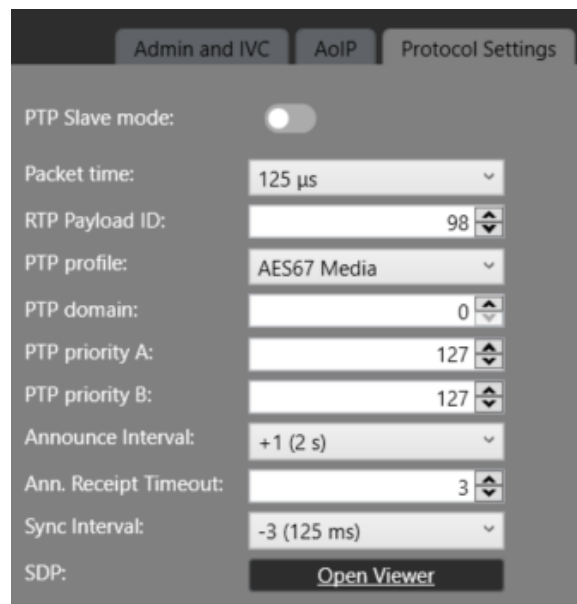 Admin and IVC AoIP Protocol Settings
PTP Slave mode:
Packet time: 125 µs
RTP Payload ID: 98
PTP profile: AES67 Media
PTP domain: 0
PTP priority A: 127
PTP priority B: 127
Announce Interval: +1 (2 s)
Ann. Receipt Timeout: 3
Sync Interval: -3 (125 ms)
SDP: Open Viewer